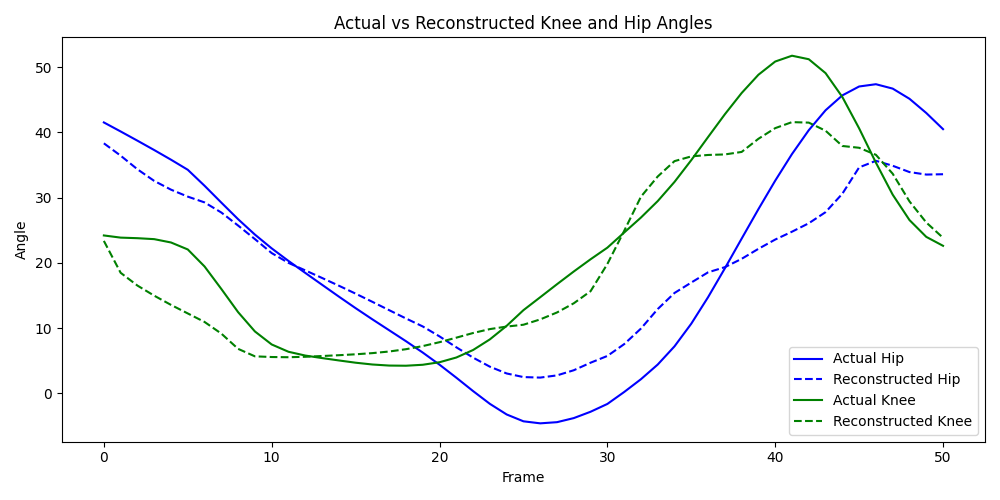 Actual vs Reconstructed Knee and Hip Angles
Angle
50
40
30
20
10
0
0 10 20 30 40 50
Frame
Actual Hip
Reconstructed Hip
Actual Knee
Reconstructed Knee